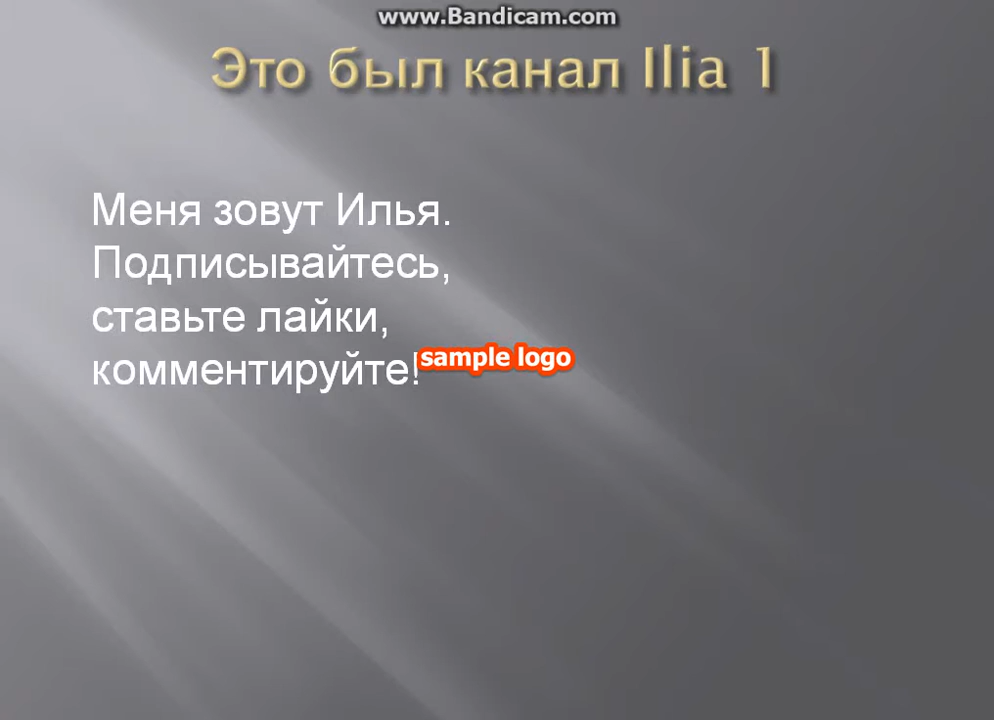 www.Bandicam.com
Это был канал Ilia 1
Меня зовут Илья.
Подписывайтесь,
ставьте лайки,
комментируйте!
sample logo